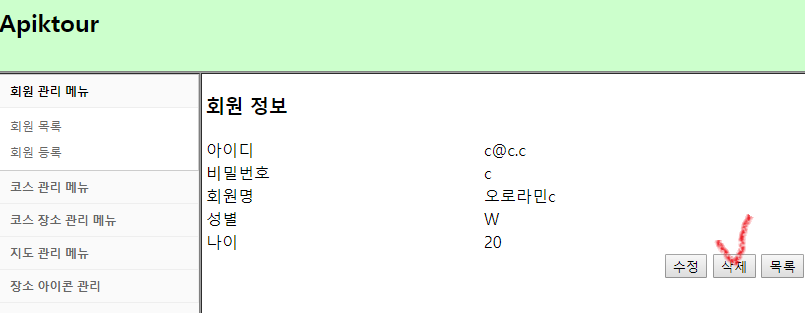 Apiktour
회원 관리 메뉴
회원 목록
회원 등록
코스 관리 메뉴
코스 장소 관리 메뉴
지도 관리 메뉴
장소 아이콘 관리
회원 정보
아이디 c@c.c
비밀번호 c
회원명 오로라민c
성별 W
나이 20
수정 삭제 목록